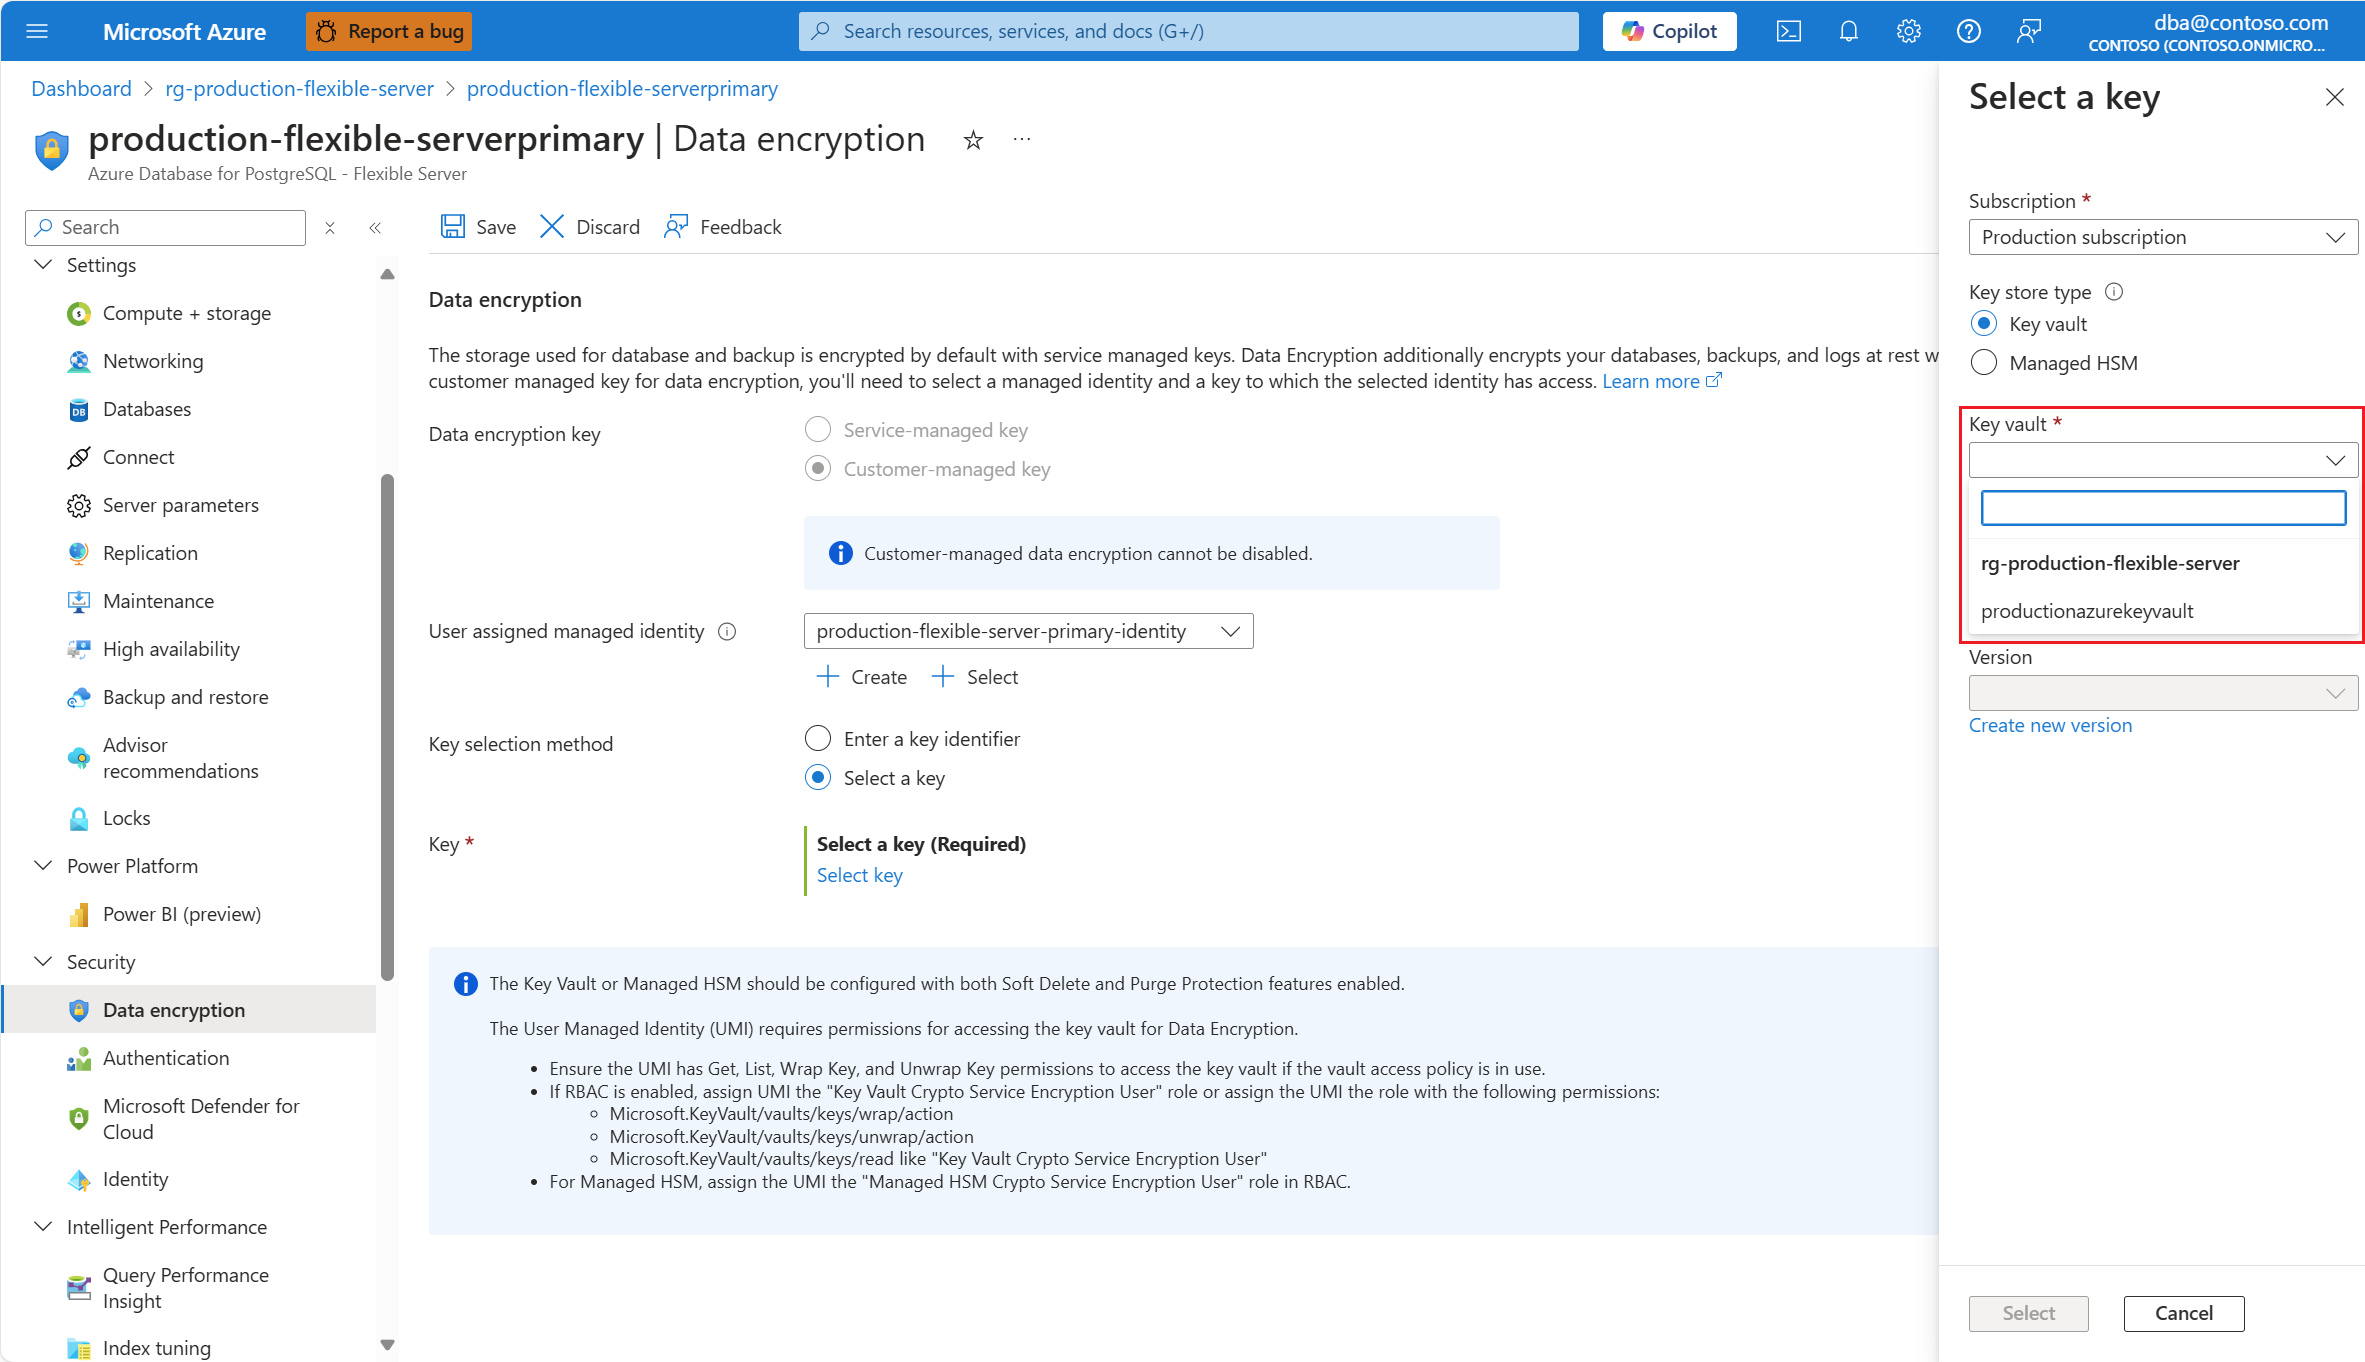 Microsoft Azure
Report a bug
Search resources, services, and docs (G+/)
Copilot
dba@contoso.com
CONTOSO (CONTOSO.ONMICRO...
Dashboard > rg-production-flexible-server > production-flexible-serverprimary
production-flexible-serverprimary | Data encryption
Azure Database for PostgreSQL - Flexible Server
Search
Settings
Compute + storage
Networking
Databases
Connect
Server parameters
Replication
Maintenance
High availability
Backup and restore
Advisor
recommendations
Locks
Power Platform
Power BI (preview)
Security
Data encryption
Authentication
Microsoft Defender for
Cloud
Identity
Intelligent Performance
Query Performance
Insight
Index tuning
Save
Discard
Feedback
Data encryption
The storage used for database and backup is encrypted by default with service managed keys. Data Encryption additionally encrypts your databases, backups, and logs at rest w
customer managed key for data encryption, you'll need to select a managed identity and a key to which the selected identity has access. Learn more
Data encryption key
Service-managed key
Customer-managed key
Customer-managed data encryption cannot be disabled.
User assigned managed identity
production-flexible-server-primary-identity
Create
Select
Key selection method
Enter a key identifier
Select a key
Key *
Select a key (Required)
Select key
The Key Vault or Managed HSM should be configured with both Soft Delete and Purge Protection features enabled.
The User Managed Identity (UMI) requires permissions for accessing the key vault for Data Encryption.
• Ensure the UMI has Get, List, Wrap Key, and Unwrap Key permissions to access the key vault if the vault access policy is in use.
• If RBAC is enabled, assign UMI the "Key Vault Crypto Service Encryption User" role or assign the UMI the role with the following permissions:
◦ Microsoft.KeyVault/vaults/keys/wrap/action
◦ Microsoft.KeyVault/vaults/keys/unwrap/action
◦ Microsoft.KeyVault/vaults/keys/read like "Key Vault Crypto Service Encryption User"
• For Managed HSM, assign the UMI the "Managed HSM Crypto Service Encryption User" role in RBAC.
Select a key
Subscription *
Production subscription
Key store type
Key vault
Managed HSM
Key vault *
rg-production-flexible-server
productionazurekeyvault
Version
Create new version
Select
Cancel